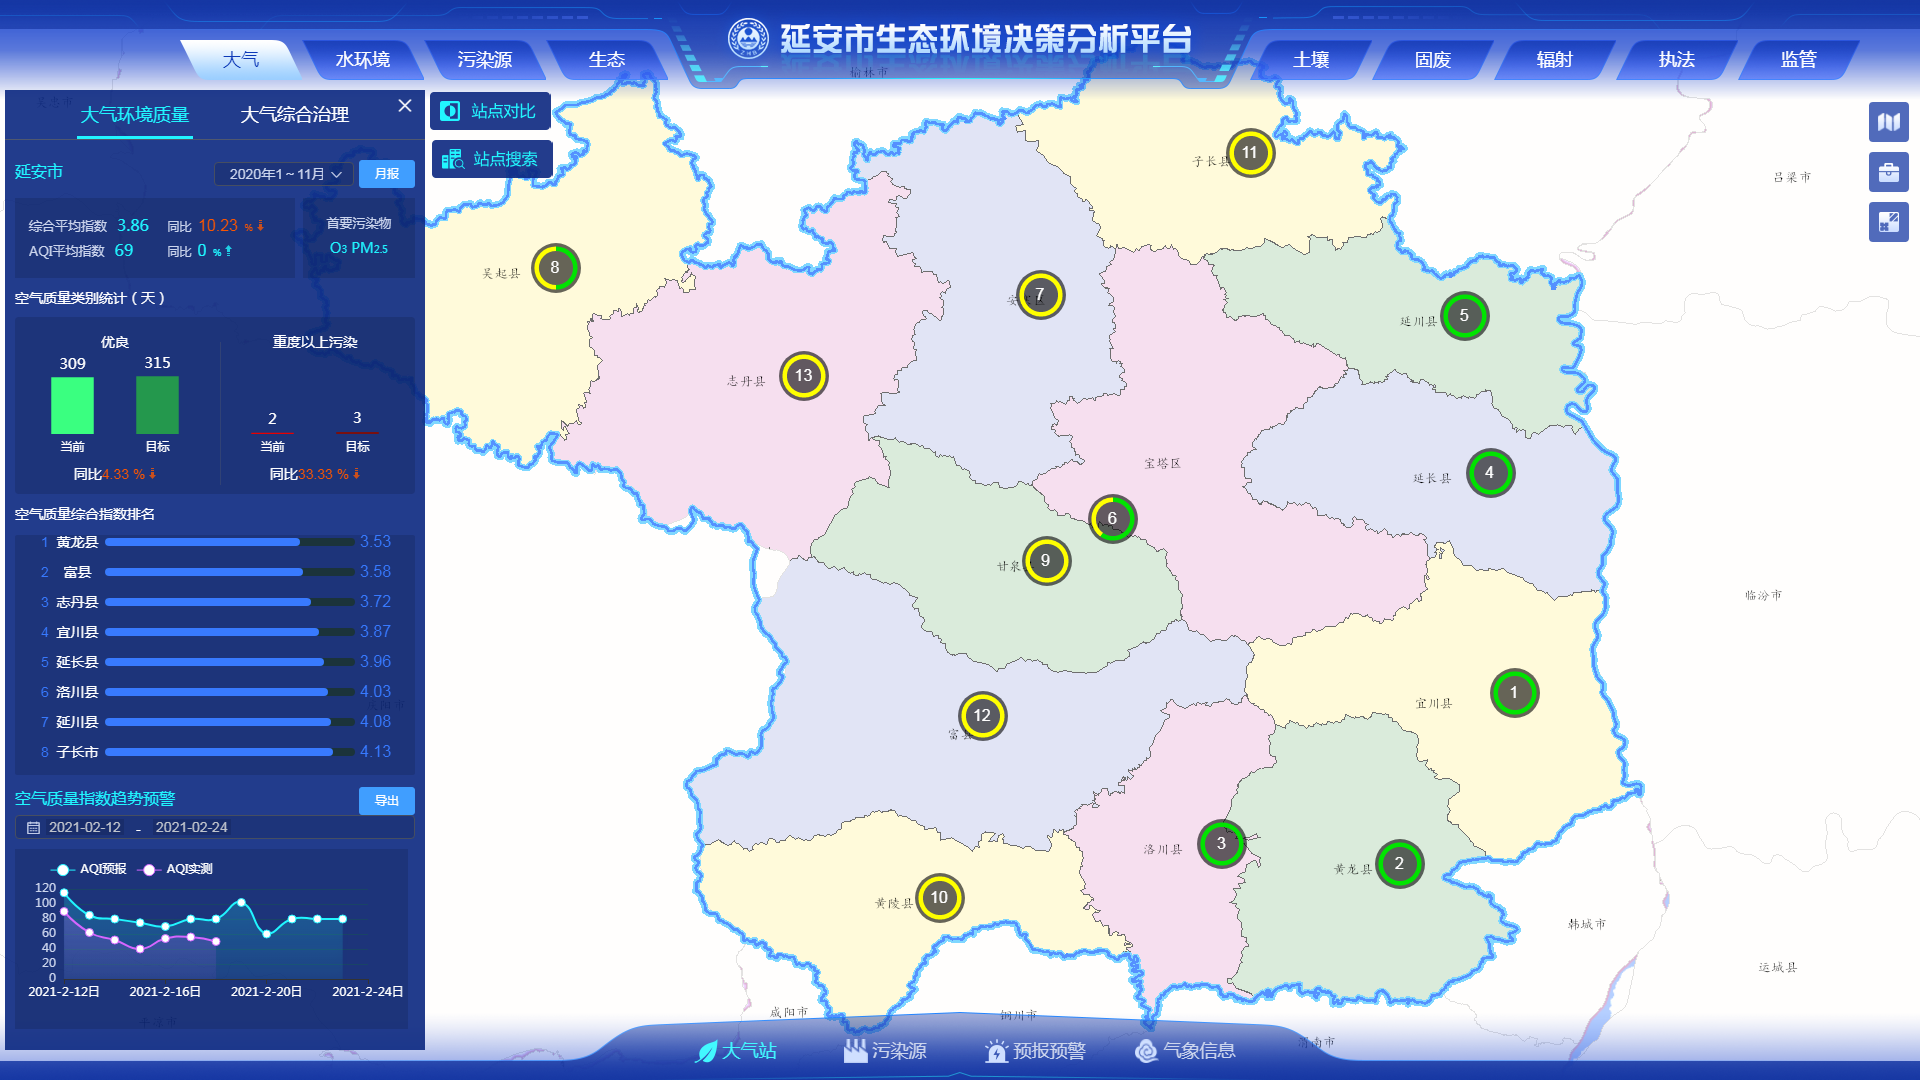 延安市生态环境决策分析平台
大气
水环境
污染源
生态
土壤
固废
辐射
执法
监管
大气环境质量
大气综合治理
站点对比
站点搜索
延安市
2020年1～11月
月报
综合平均指数 3.86 同比 10.23 %
AQI平均指数 69 同比 0 %
首要污染物
O3 PM2.5
空气质量类别统计（天）
优良
309
315
当前
目标
同比4.33 %
重度以上污染
2
3
当前
目标
同比33.33 %
空气质量综合指数排名
1 黄龙县 3.53
2 富县 3.58
3 志丹县 3.72
4 宜川县 3.87
5 延长县 3.96
6 洛川县 4.03
7 延川县 4.08
8 子长市 4.13
空气质量指数趋势预警
导出
2021-02-12 - 2021-02-24
AQI预报
AQI实测
120
100
80
60
40
20
0
2021-2-12日
2021-2-16日
2021-2-20日
2021-2-24日
榆林市
子长县
11
吕梁市
吴起县
8
7
延川县
5
志丹县
13
宝塔区
延长县
4
6
甘泉
9
临汾市
富县
12
宜川县
1
洛川县
3
黄龙县
2
黄陵县
10
韩城市
运城县
咸阳市
铜川市
渭南市
大气站
污染源
预报预警
气象信息